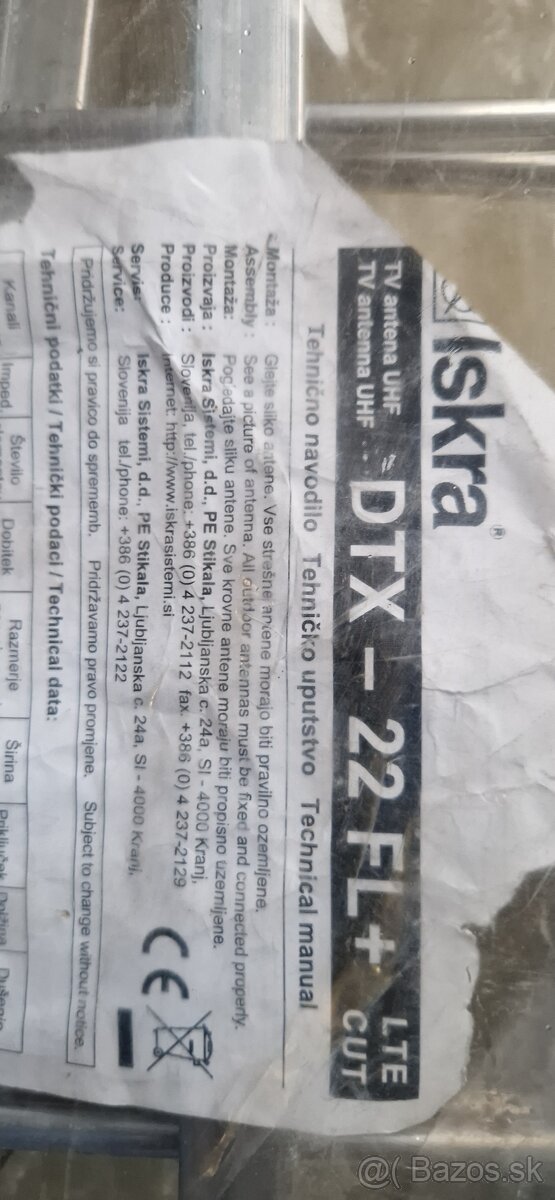 Iskra®
TV antena UHF
TV antenna UHF
DTX – 22 FL+
LTE
CUT
Tehnično navodilo Tehničko uputstvo Technical manual
Montaža : Glejte sliko antene. Vse strešne antene morajo biti pravilno ozemljene.
Assembly : See a picture of antenna. All outdoor antennas must be fixed and connected properly.
Montaža: Pogledajte sliku antene. Sve krovne antene moraju biti propisno uzemljene.
Proizvaja : Iskra Sistemi, d.d., PE Stikala, Ljubljanska c. 24a, SI - 4000 Kranj,
Proizvodi : Slovenija tel./phone: +386 (0) 4 237-2112 fax. +386 (0) 4 237-2129
Produce : Internet: http://www.iskrasistemi.si
Servis: Iskra Sistemi, d.d., PE Stikala, Ljubljanska c. 24a, SI - 4000 Kranj,
Service: Slovenija tel./phone: +386 (0) 4 237-2122
CE
Pridržujemo si pravico do sprememb. Pridržavamo pravo promjene. Subject to change without notice.
Tehnični podatki / Tehnički podaci / Technical data:
Kanali Imped. Število Dobitek Razmerje Širina Priključek Dolžina Dušenje
@( Bazos.sk